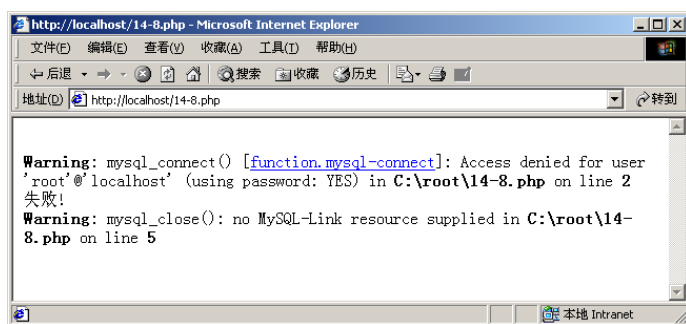 http://localhost/14-8.php - Microsoft Internet Explorer
文件(F) 编辑(E) 查看(V) 收藏(A) 工具(T) 帮助(H)
后退 搜索 收藏 历史
地址(D) http://localhost/14-8.php 转到
Warning: mysql_connect() [function.mysql-connect]: Access denied for user
'root'@'localhost' (using password: YES) in C:\root\14-8.php on line 2
失败!
Warning: mysql_close(): no MySQL-Link resource supplied in C:\root\14-
8.php on line 5
本地 Intranet